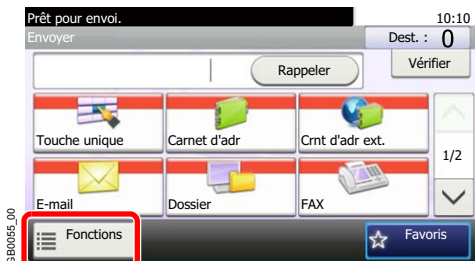 Prêt pour envoi.
10:10
Envoyer
Dest. : 0
Rappeler
Vérifier
Touche unique
Carnet d'adr
Crnt d'adr ext.
1/2
E-mail
Dossier
FAX
Fonctions
Favoris
GB0055_00